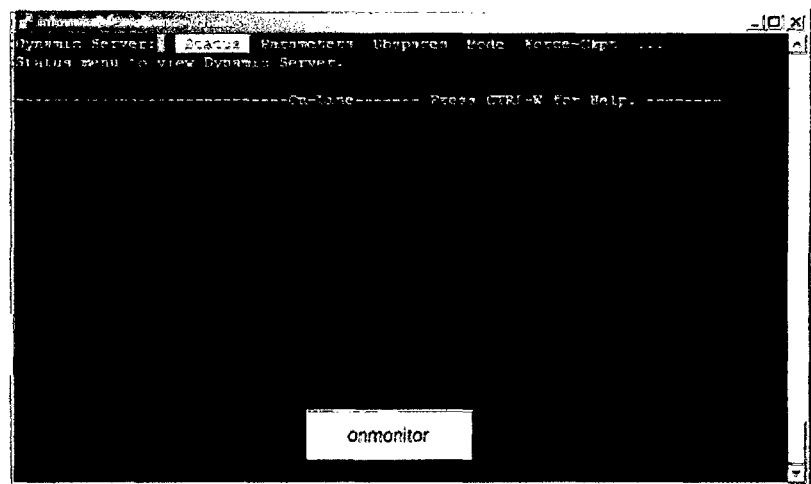 Dynamic Server: Status Parameters Dbspaces Mode Force-Ckpt ...
Status menu to view Dynamic Server.
-----------------------------On-Line------- Press CTRL-W for Help. --------
onmonitor